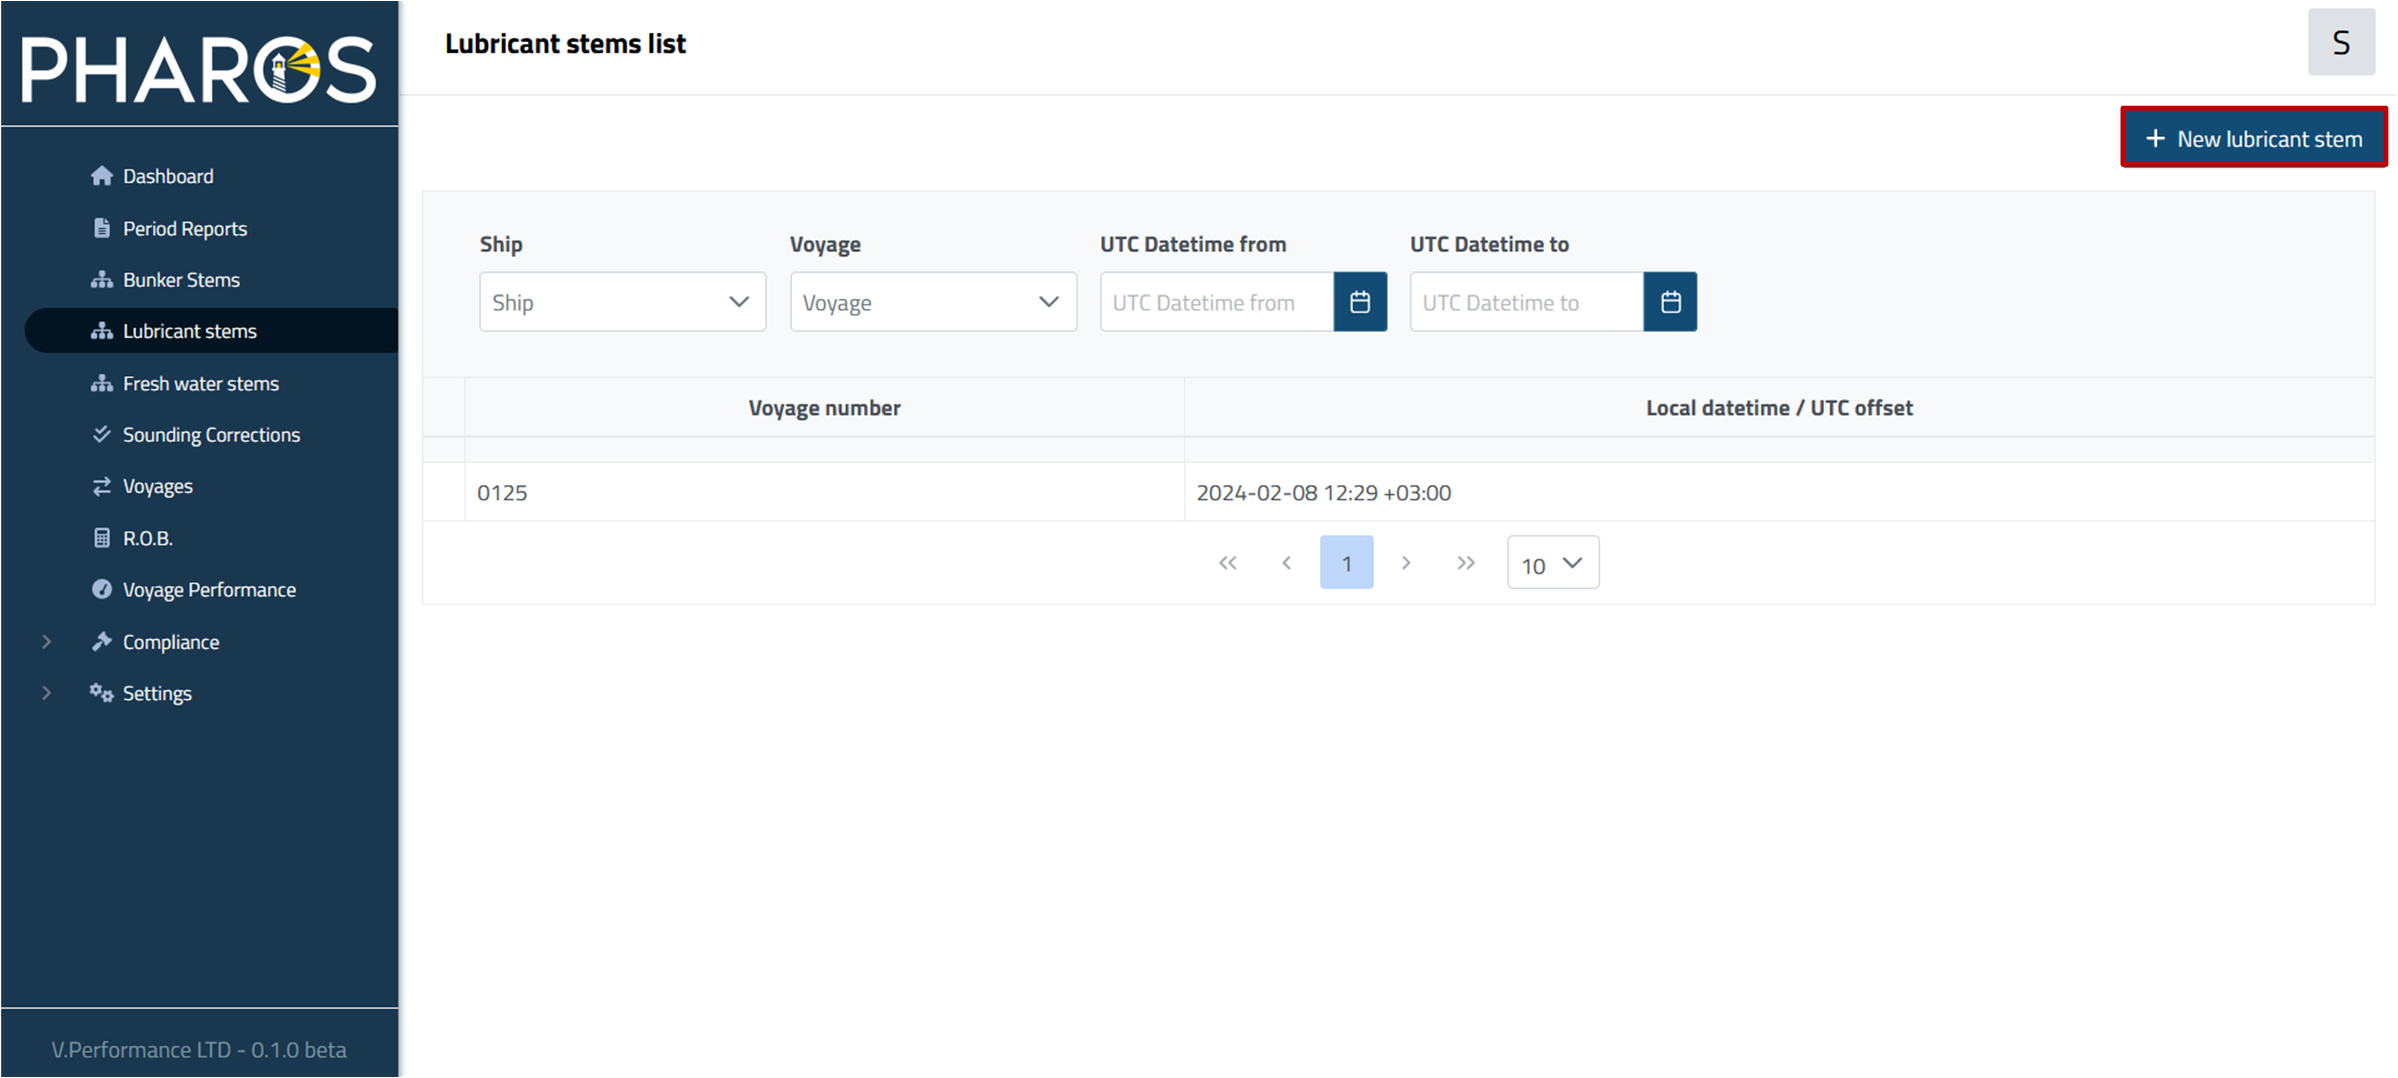 PHAROS
Lubricant stems list
S
+ New lubricant stem
Dashboard
Period Reports
Bunker Stems
Lubricant stems
Fresh water stems
Sounding Corrections
Voyages
R.O.B.
Voyage Performance
Compliance
Settings
Ship Voyage UTC Datetime from UTC Datetime to
Ship Voyage UTC Datetime from UTC Datetime to
Voyage number Local datetime / UTC offset
0125 2024-02-08 12:29 +03:00
1 10
V.Performance LTD - 0.1.0 beta